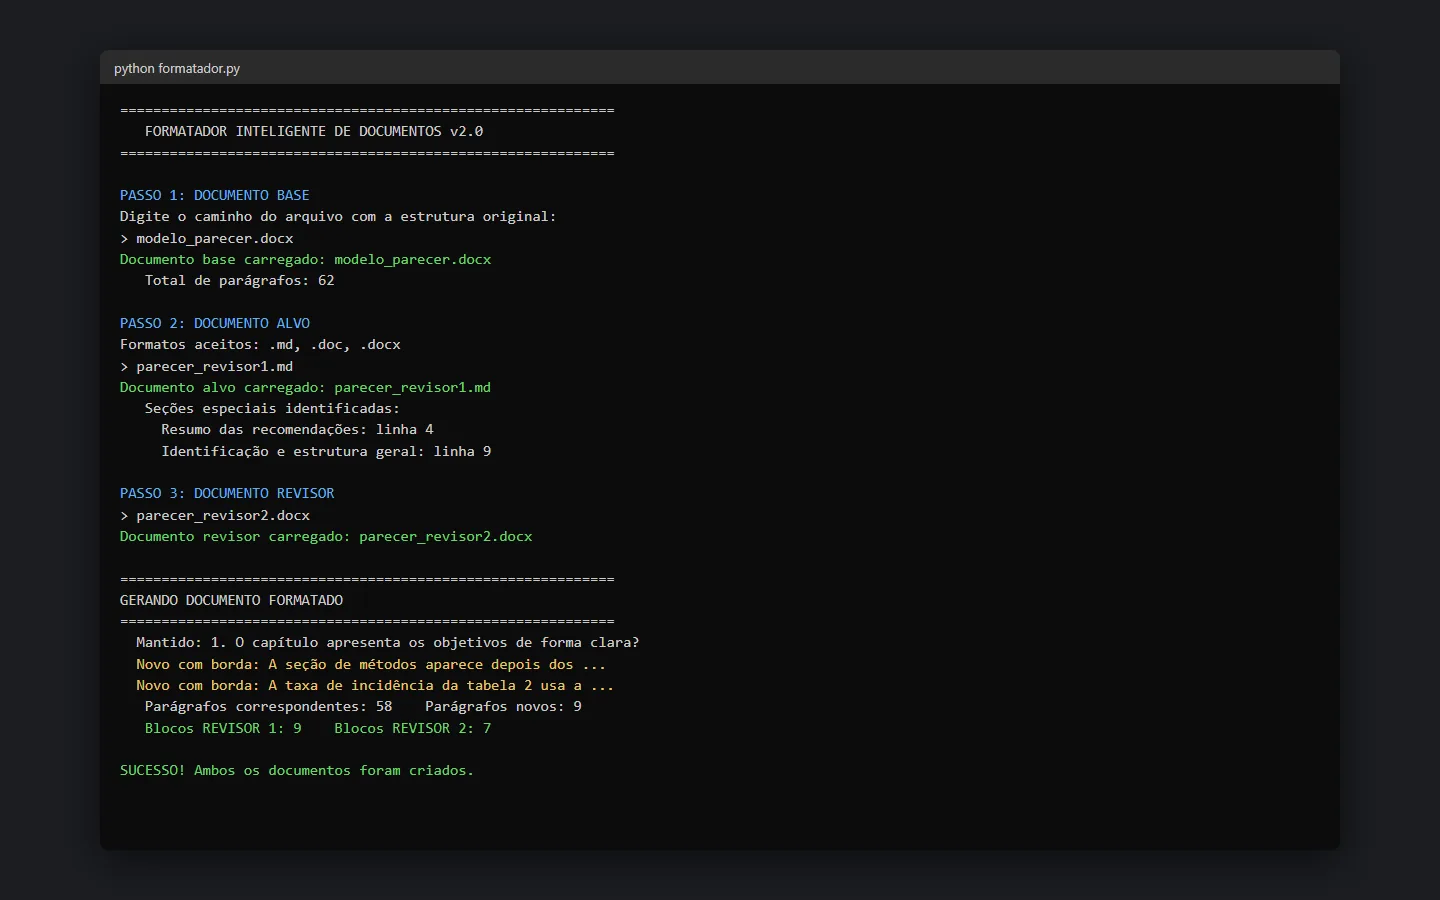 python formatador.py
============================================================
FORMATADOR INTELIGENTE DE DOCUMENTOS v2.0
============================================================
PASSO 1: DOCUMENTO BASE
Digite o caminho do arquivo com a estrutura original:
> modelo_parecer.docx
Documento base carregado: modelo_parecer.docx
Total de parágrafos: 62
PASSO 2: DOCUMENTO ALVO
Formatos aceitos: .md, .doc, .docx
> parecer_revisor1.md
Documento alvo carregado: parecer_revisor1.md
Seções especiais identificadas:
Resumo das recomendações: linha 4
Identificação e estrutura geral: linha 9
PASSO 3: DOCUMENTO REVISOR
> parecer_revisor2.docx
Documento revisor carregado: parecer_revisor2.docx
============================================================
GERANDO DOCUMENTO FORMATADO
============================================================
Mantido: 1. O capítulo apresenta os objetivos de forma clara?
Novo com borda: A seção de métodos aparece depois dos ...
Novo com borda: A taxa de incidência da tabela 2 usa a ...
Parágrafos correspondentes: 58    Parágrafos novos: 9
Blocos REVISOR 1: 9    Blocos REVISOR 2: 7
SUCESSO! Ambos os documentos foram criados.